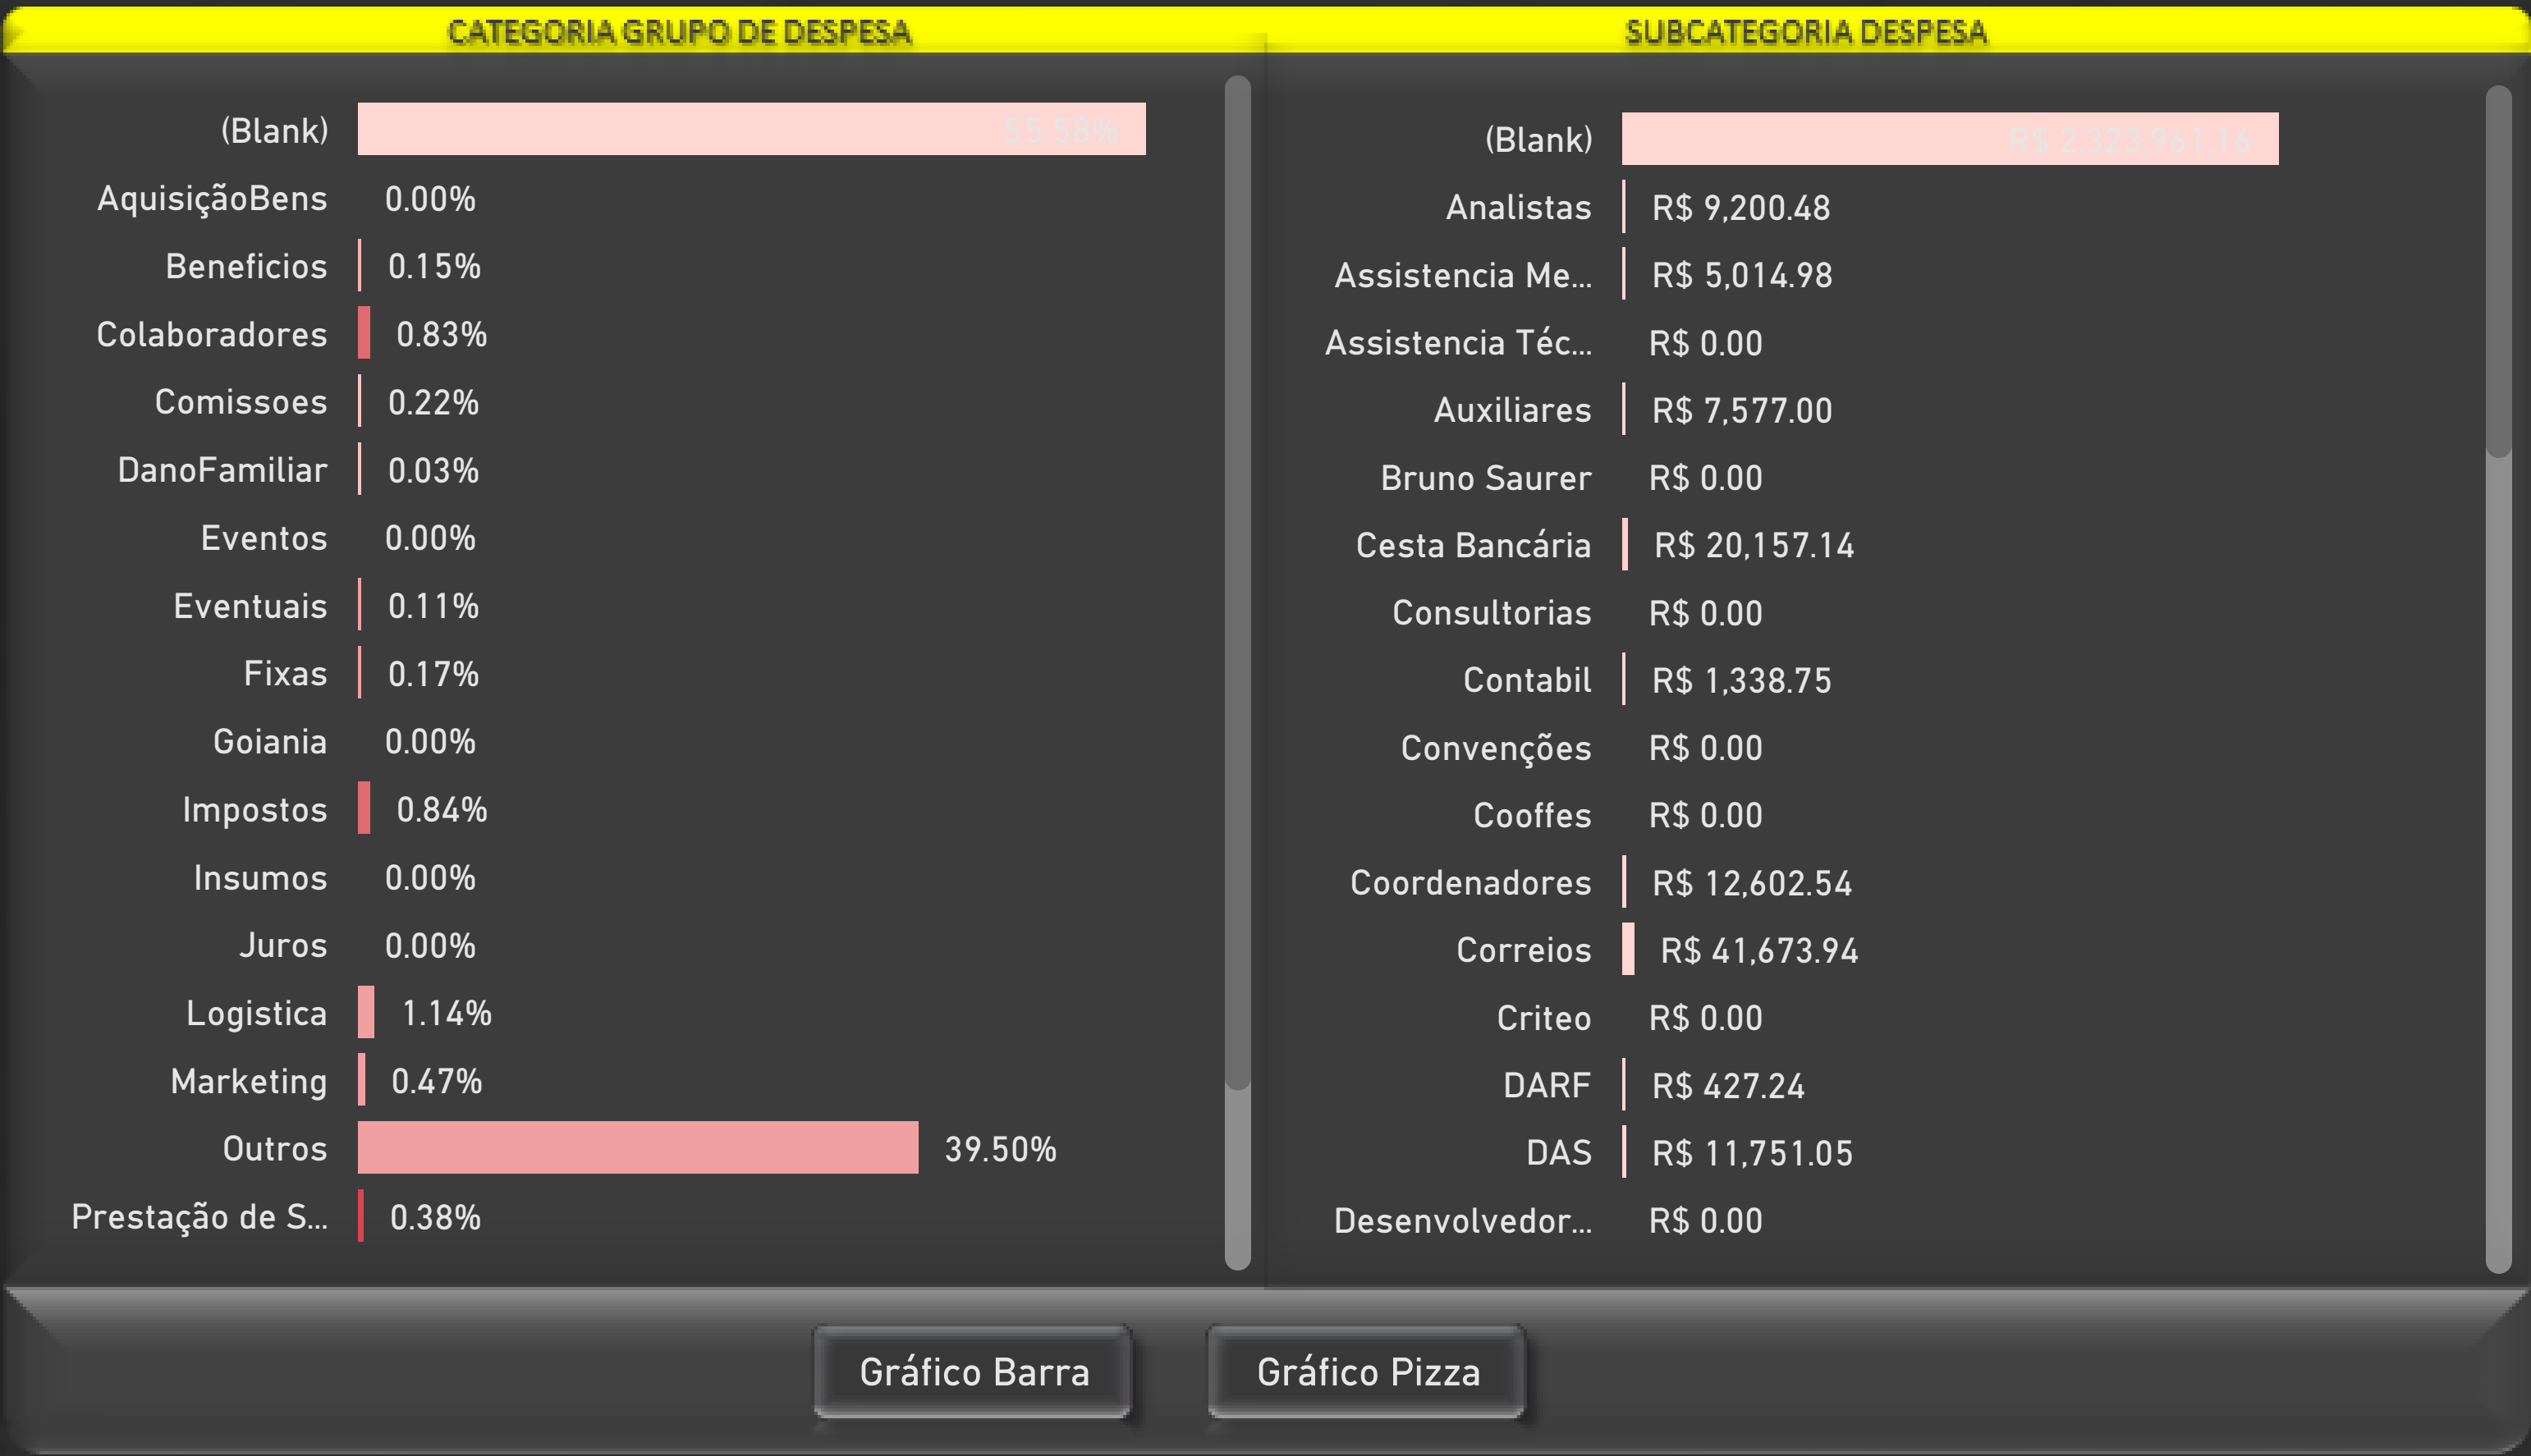 CATEGORIA GRUPO DE DESPESA
(Blank) 55.58%
AquisiçãoBens 0.00%
Beneficios 0.15%
Colaboradores 0.83%
Comissoes 0.22%
DanoFamiliar 0.03%
Eventos 0.00%
Eventuais 0.11%
Fixas 0.17%
Goiania 0.00%
Impostos 0.84%
Insumos 0.00%
Juros 0.00%
Logistica 1.14%
Marketing 0.47%
Outros 39.50%
Prestação de S... 0.38%
SUBCATEGORIA DESPESA
(Blank) R$ 2,323,961.16
Analistas R$ 9,200.48
Assistencia Me... R$ 5,014.98
Assistencia Téc... R$ 0.00
Auxiliares R$ 7,577.00
Bruno Saurer R$ 0.00
Cesta Bancária R$ 20,157.14
Consultorias R$ 0.00
Contabil R$ 1,338.75
Convenções R$ 0.00
Cooffes R$ 0.00
Coordenadores R$ 12,602.54
Correios R$ 41,673.94
Criteo R$ 0.00
DARF R$ 427.24
DAS R$ 11,751.05
Desenvolvedor... R$ 0.00
Gráfico Barra
Gráfico Pizza